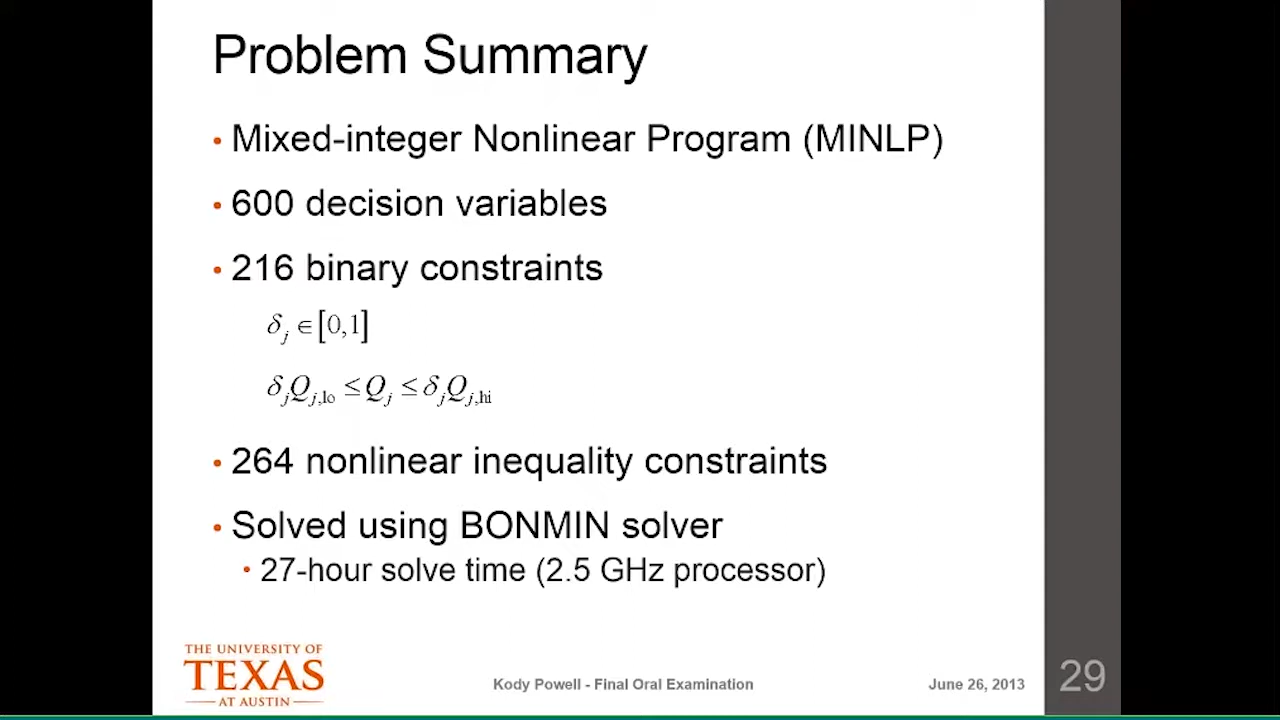 Problem Summary
• Mixed-integer Nonlinear Program (MINLP)
• 600 decision variables
• 216 binary constraints
δ_j ∈ [0,1]
δ_j Q_{j,lo} ≤ Q_j ≤ δ_j Q_{j,hi}
• 264 nonlinear inequality constraints
• Solved using BONMIN solver
• 27-hour solve time (2.5 GHz processor)
THE UNIVERSITY OF
TEXAS
AT AUSTIN
Kody Powell - Final Oral Examination
June 26, 2013
29